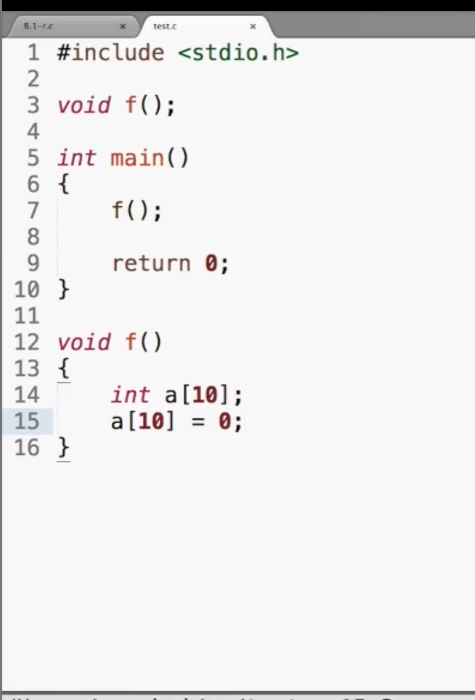 8.1-r.c × test.c ×
1 #include <stdio.h>
2
3 void f();
4
5 int main()
6 {
7 f();
8
9 return 0;
10 }
11
12 void f()
13 {
14 int a[10];
15 a[10] = 0;
16 }